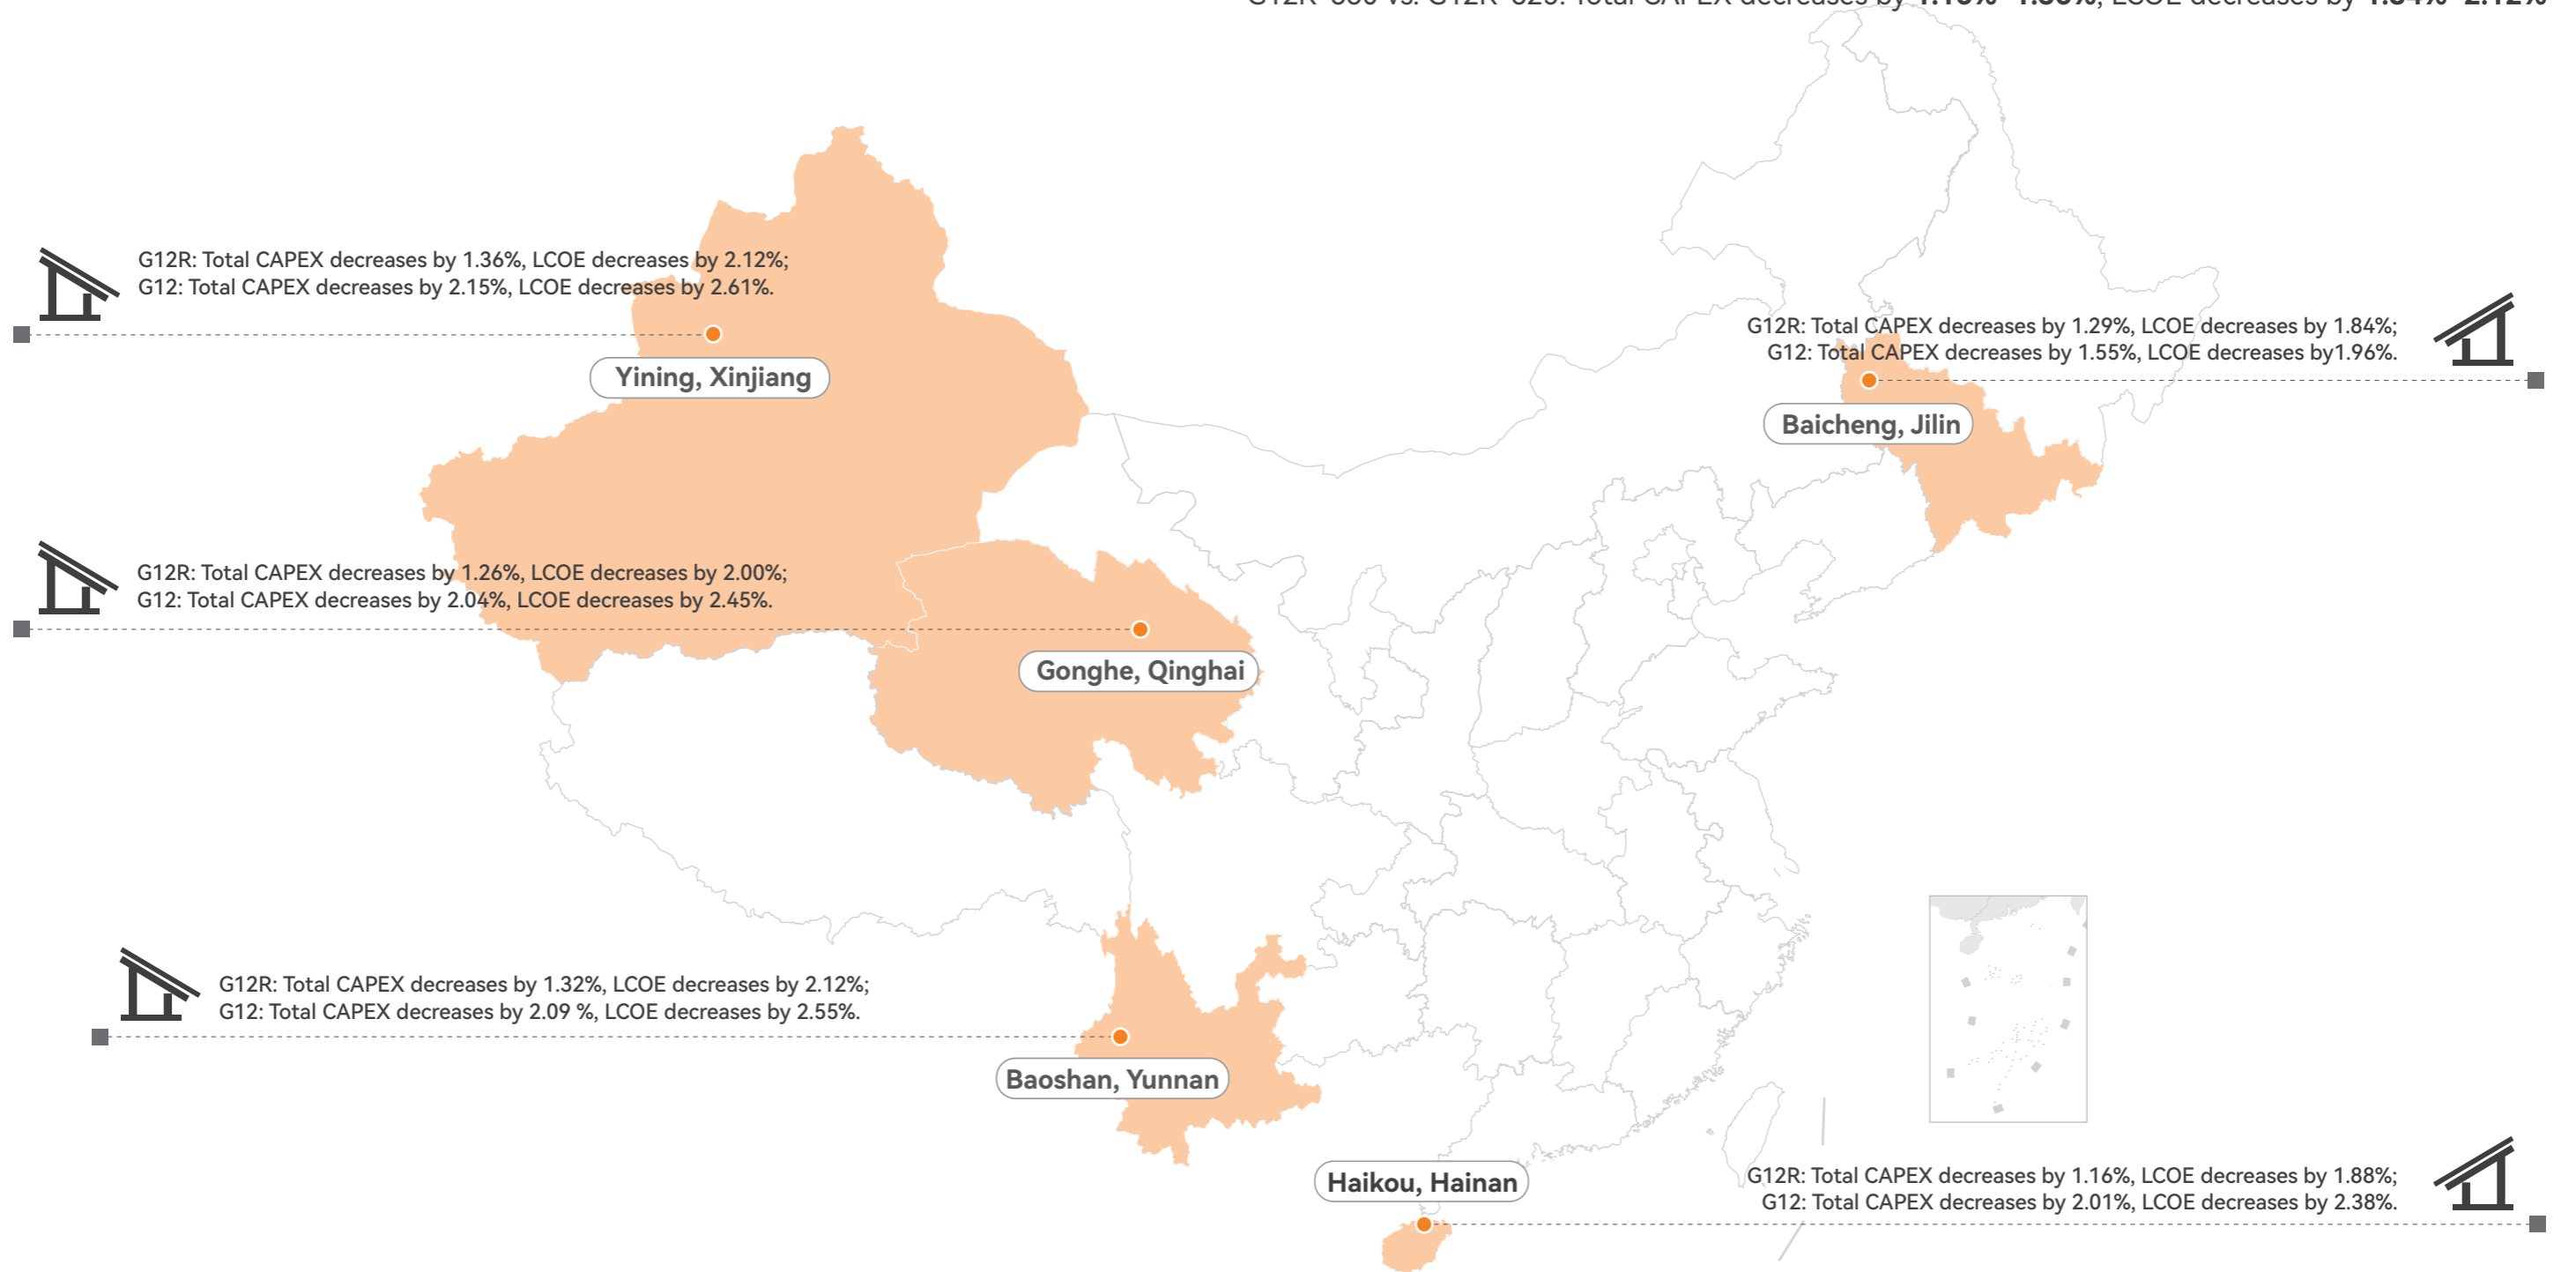 G12R: Total CAPEX decreases by 1.36%, LCOE decreases by 2.12%;
G12: Total CAPEX decreases by 2.15%, LCOE decreases by 2.61%.
Yining, Xinjiang
G12R: Total CAPEX decreases by 1.29%, LCOE decreases by 1.84%;
G12: Total CAPEX decreases by 1.55%, LCOE decreases by1.96%.
Baicheng, Jilin
G12R: Total CAPEX decreases by 1.26%, LCOE decreases by 2.00%;
G12: Total CAPEX decreases by 2.04%, LCOE decreases by 2.45%.
Gonghe, Qinghai
G12R: Total CAPEX decreases by 1.32%, LCOE decreases by 2.12%;
G12: Total CAPEX decreases by 2.09 %, LCOE decreases by 2.55%.
Baoshan, Yunnan
Haikou, Hainan
G12R: Total CAPEX decreases by 1.16%, LCOE decreases by 1.88%;
G12: Total CAPEX decreases by 2.01%, LCOE decreases by 2.38%.